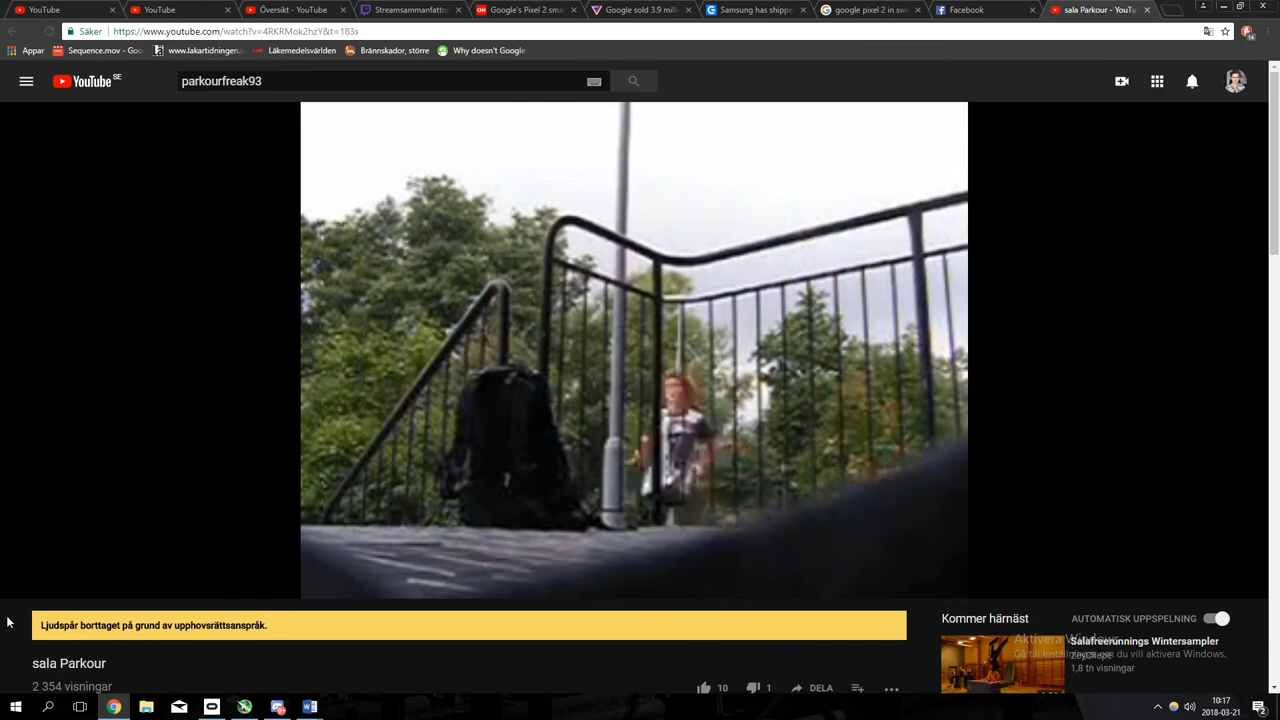 YouTube
YouTube
Översikt - YouTube
Streamsammanfattni
Google's Pixel 2 sma
Google sold 3.9 mill
Samsung has shippe
google pixel 2 in swe
Facebook
sala Parkour - YouTu
Säker
https://www.youtube.com/watch?v=4RKRMok2hzY&t=183s
Appar
Sequence.mov - Goo
www.lakartidningen.
Läkemedelsvärlden
Brännskador, större
Why doesn't Google
YouTube SE
parkourfreak93
Ljudspår borttaget på grund av upphovsrättsanspråk.
Kommer härnäst
AUTOMATISK UPPSPELNING
sala Parkour
2 354 visningar
10
1
DELA
Salafreerunnings Wintersampler
1,8 tn visningar
Aktivera Windows
Gå till Inställningar om du vill aktivera Windows.
10:17
2018-03-21